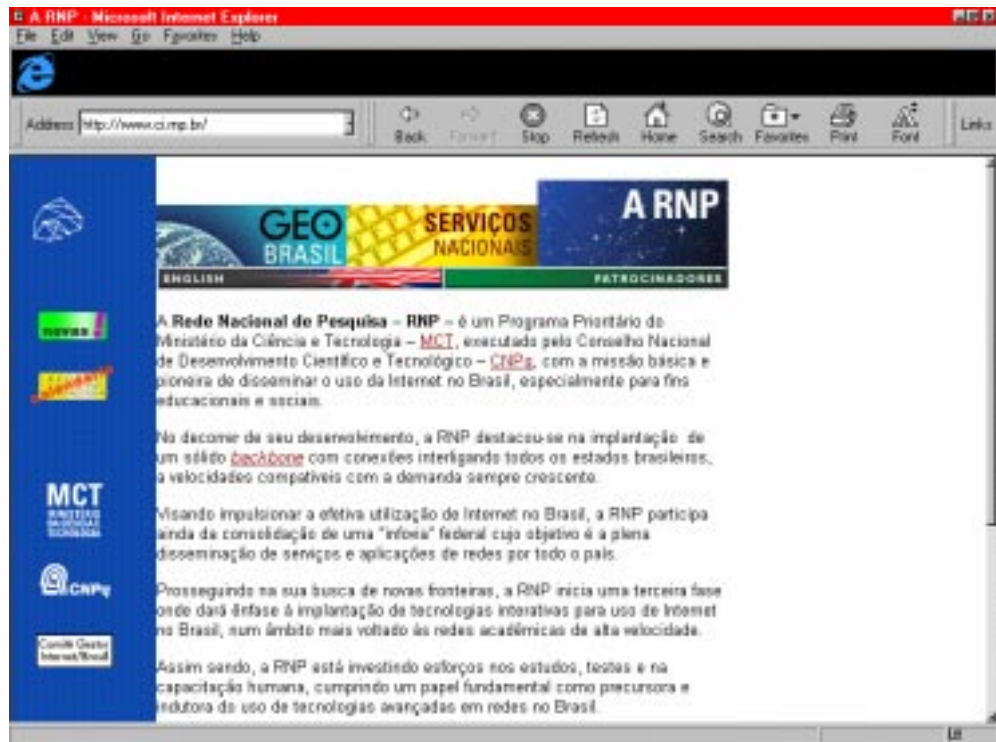 A RNP - Microsoft Internet Explorer
File Edit View Go Favorites Help
Address http://www.ci.rnp.br/
Back Forward Stop Refresh Home Search Favorites Print Font Links
GEO BRASIL
SERVIÇOS NACIONAIS
A RNP
ENGLISH
PATROCINADORES
novas!
A Rede Nacional de Pesquisa – RNP – é um Programa Prioritário do
Ministério da Ciência e Tecnologia – MCT, executado pelo Conselho Nacional
de Desenvolvimento Científico e Tecnológico – CNPq, com a missão básica e
pioneira de disseminar o uso da Internet no Brasil, especialmente para fins
educacionais e sociais.
No decorrer de seu desenvolvimento, a RNP destacou-se na implantação de
um sólido backbone com conexões interligando todos os estados brasileiros,
a velocidades compatíveis com a demanda sempre crescente.
MCT
MINISTÉRIO
DA CIÊNCIA E
TECNOLOGIA
Visando impulsionar a efetiva utilização de Internet no Brasil, a RNP participa
ainda da consolidação de uma "infovia" federal cujo objetivo é a plena
disseminação de serviços e aplicações de redes por todo o país.
CNPq
Prosseguindo na sua busca de novas fronteiras, a RNP inicia uma terceira fase
onde dará ênfase à implantação de tecnologias interativas para uso de Internet
no Brasil, num âmbito mais voltado às redes acadêmicas de alta velocidade.
Comitê Gestor
Internet/Brasil
Assim sendo, a RNP está investindo esforços nos estudos, testes e na
capacitação humana, cumprindo um papel fundamental como precursora e
indutora do uso de tecnologias avançadas em redes no Brasil.